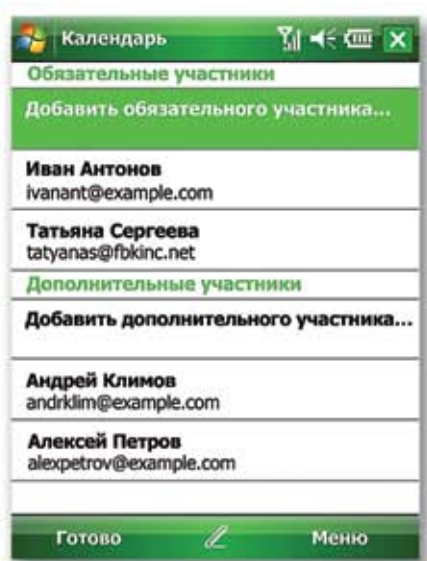 Календарь
Обязательные участники
Добавить обязательного участника...
Иван Антонов
ivanant@example.com
Татьяна Сергеева
tatyanas@fbkinc.net
Дополнительные участники
Добавить дополнительного участника...
Андрей Климов
andrklim@example.com
Алексей Петров
alexpetrov@example.com
Готово Меню